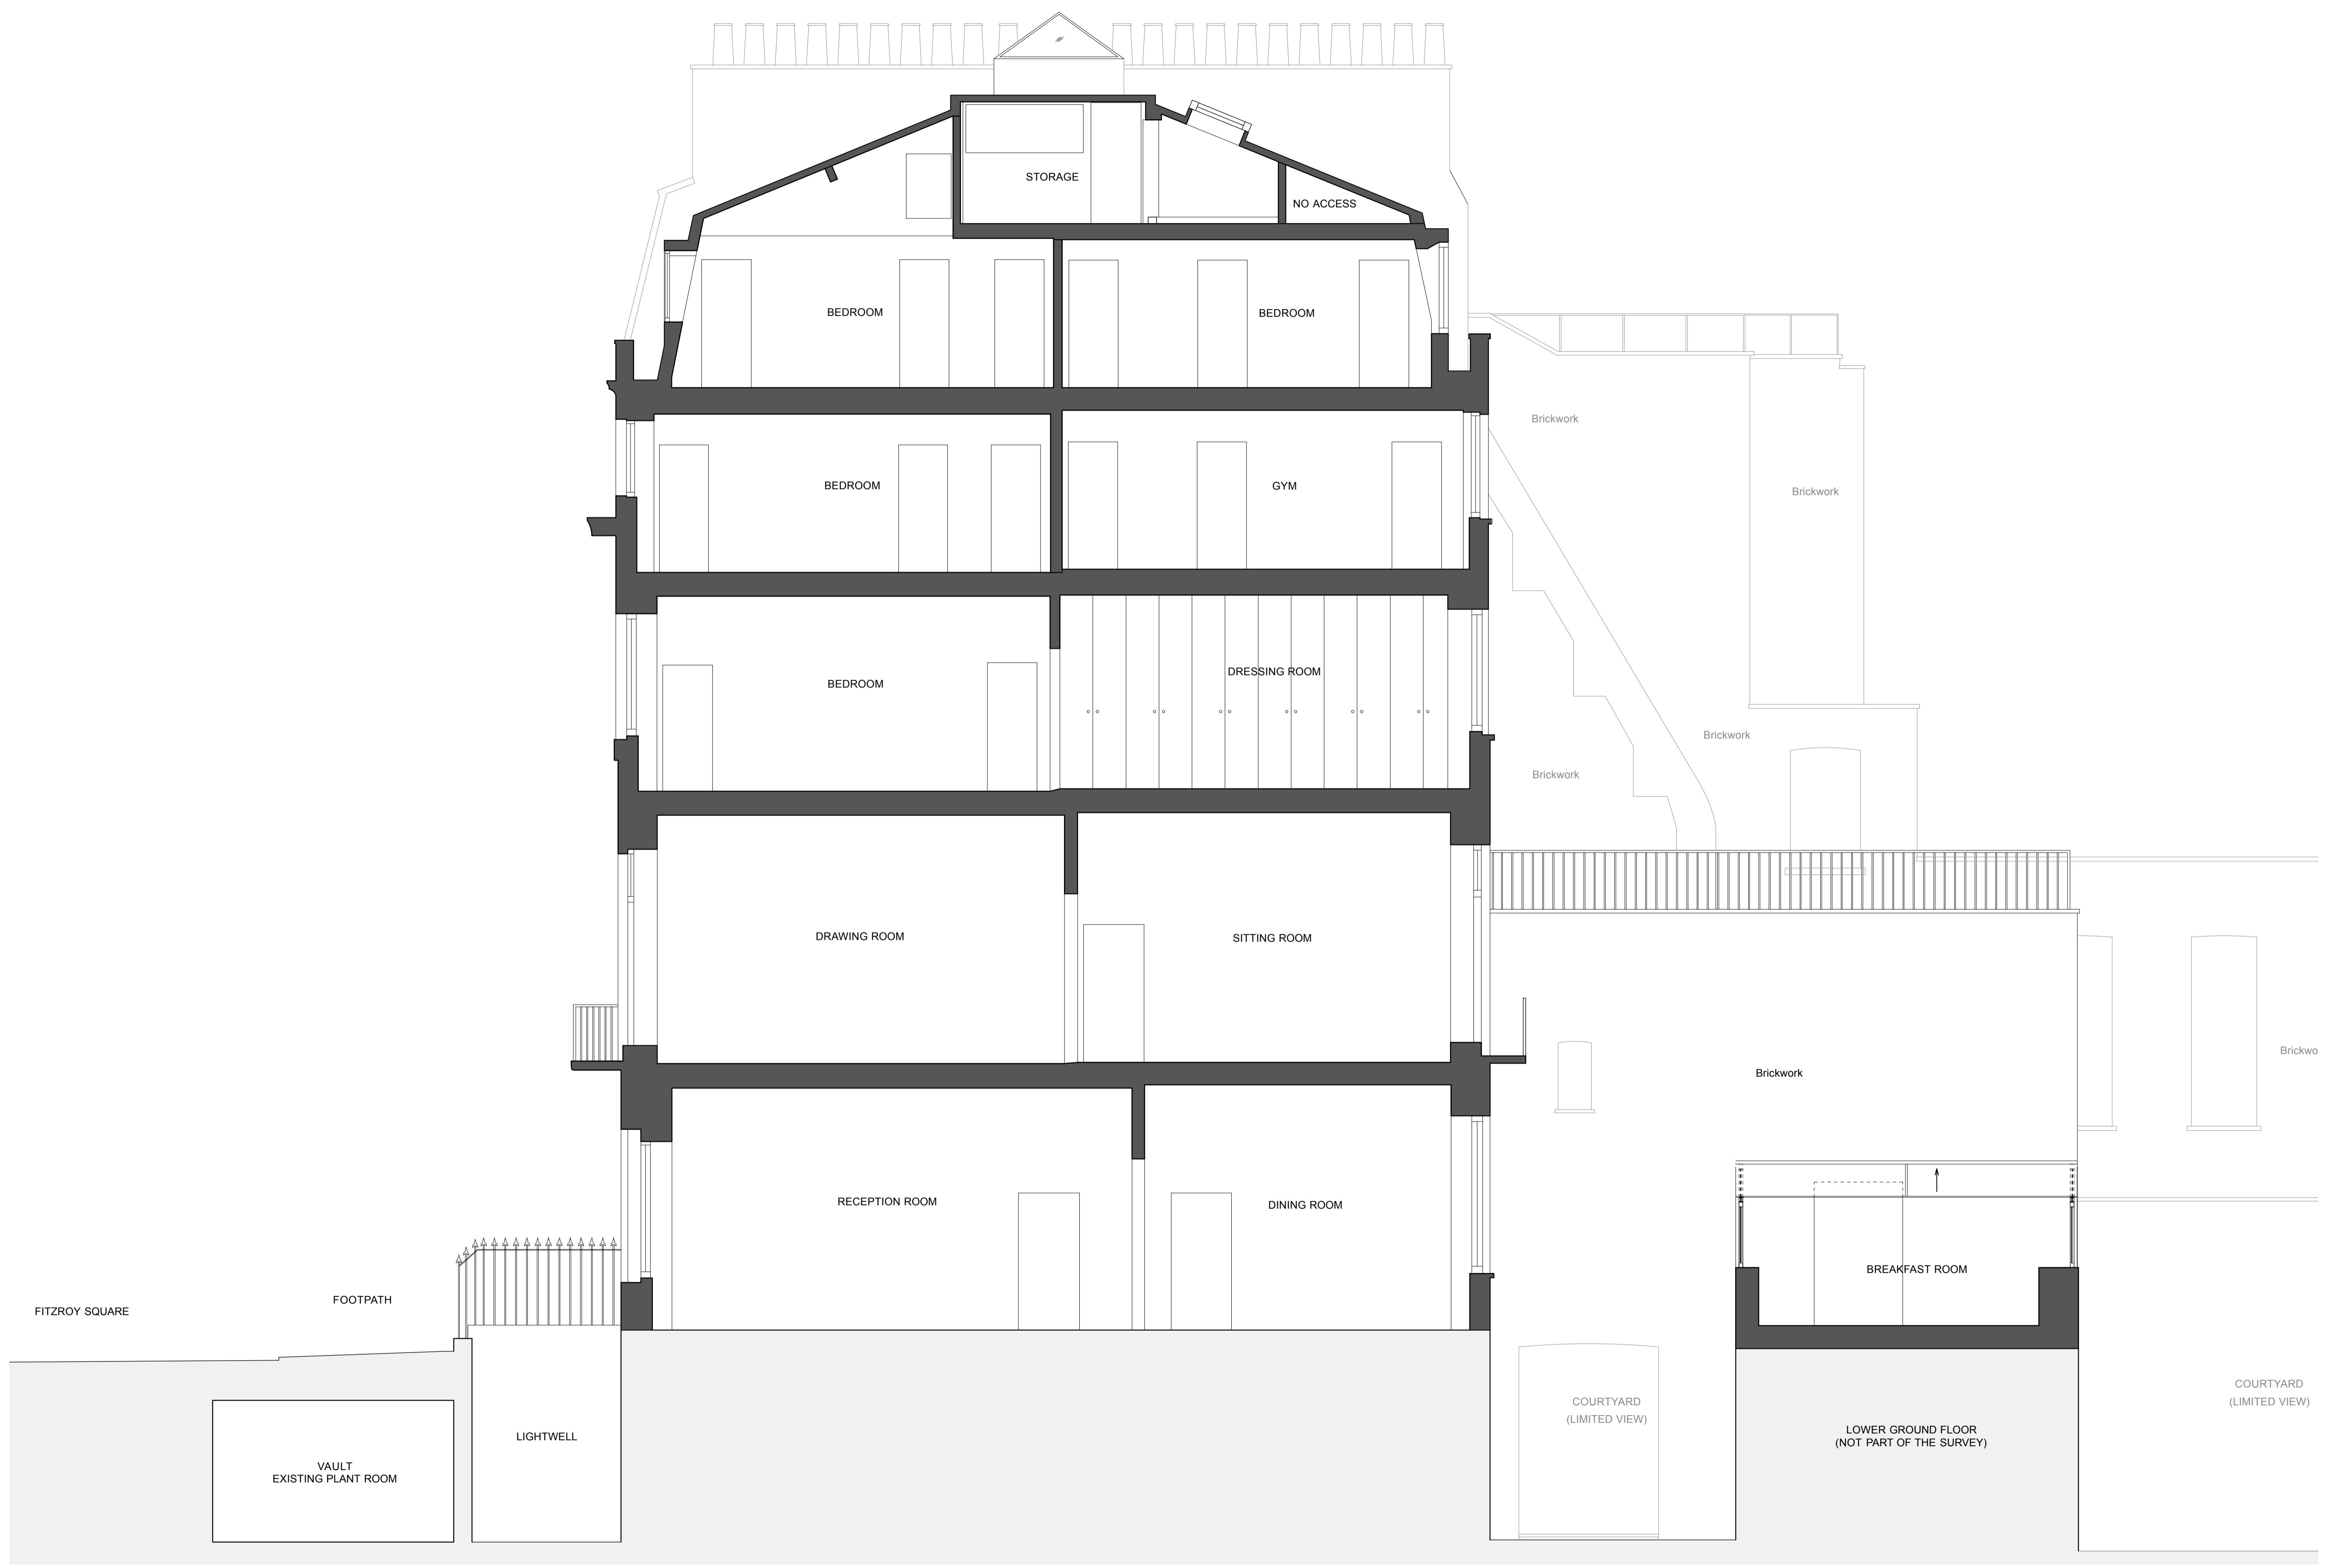 STORAGE
NO ACCESS
BEDROOM
BEDROOM
Brickwork
BEDROOM
GYM
Brickwork
BEDROOM
DRESSING ROOM
Brickwork
Brickwork
DRAWING ROOM
SITTING ROOM
Brickwo
Brickwork
RECEPTION ROOM
DINING ROOM
BREAKFAST ROOM
FITZROY SQUARE
FOOTPATH
COURTYARD
(LIMITED VIEW)
COURTYARD
(LIMITED VIEW)
LIGHTWELL
LOWER GROUND FLOOR
(NOT PART OF THE SURVEY)
VAULT
EXISTING PLANT ROOM